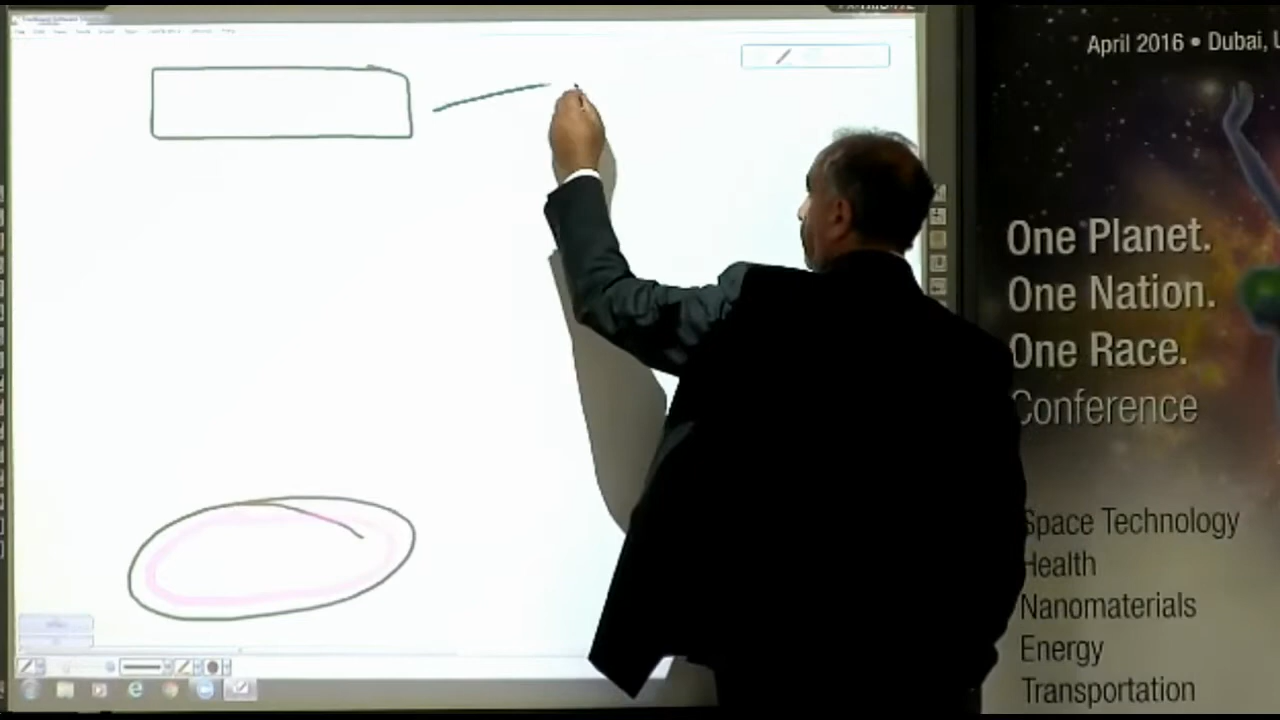 April 2016 • Dubai, U
One Planet.
One Nation.
One Race.
Conference
Space Technology
Health
Nanomaterials
Energy
Transportation